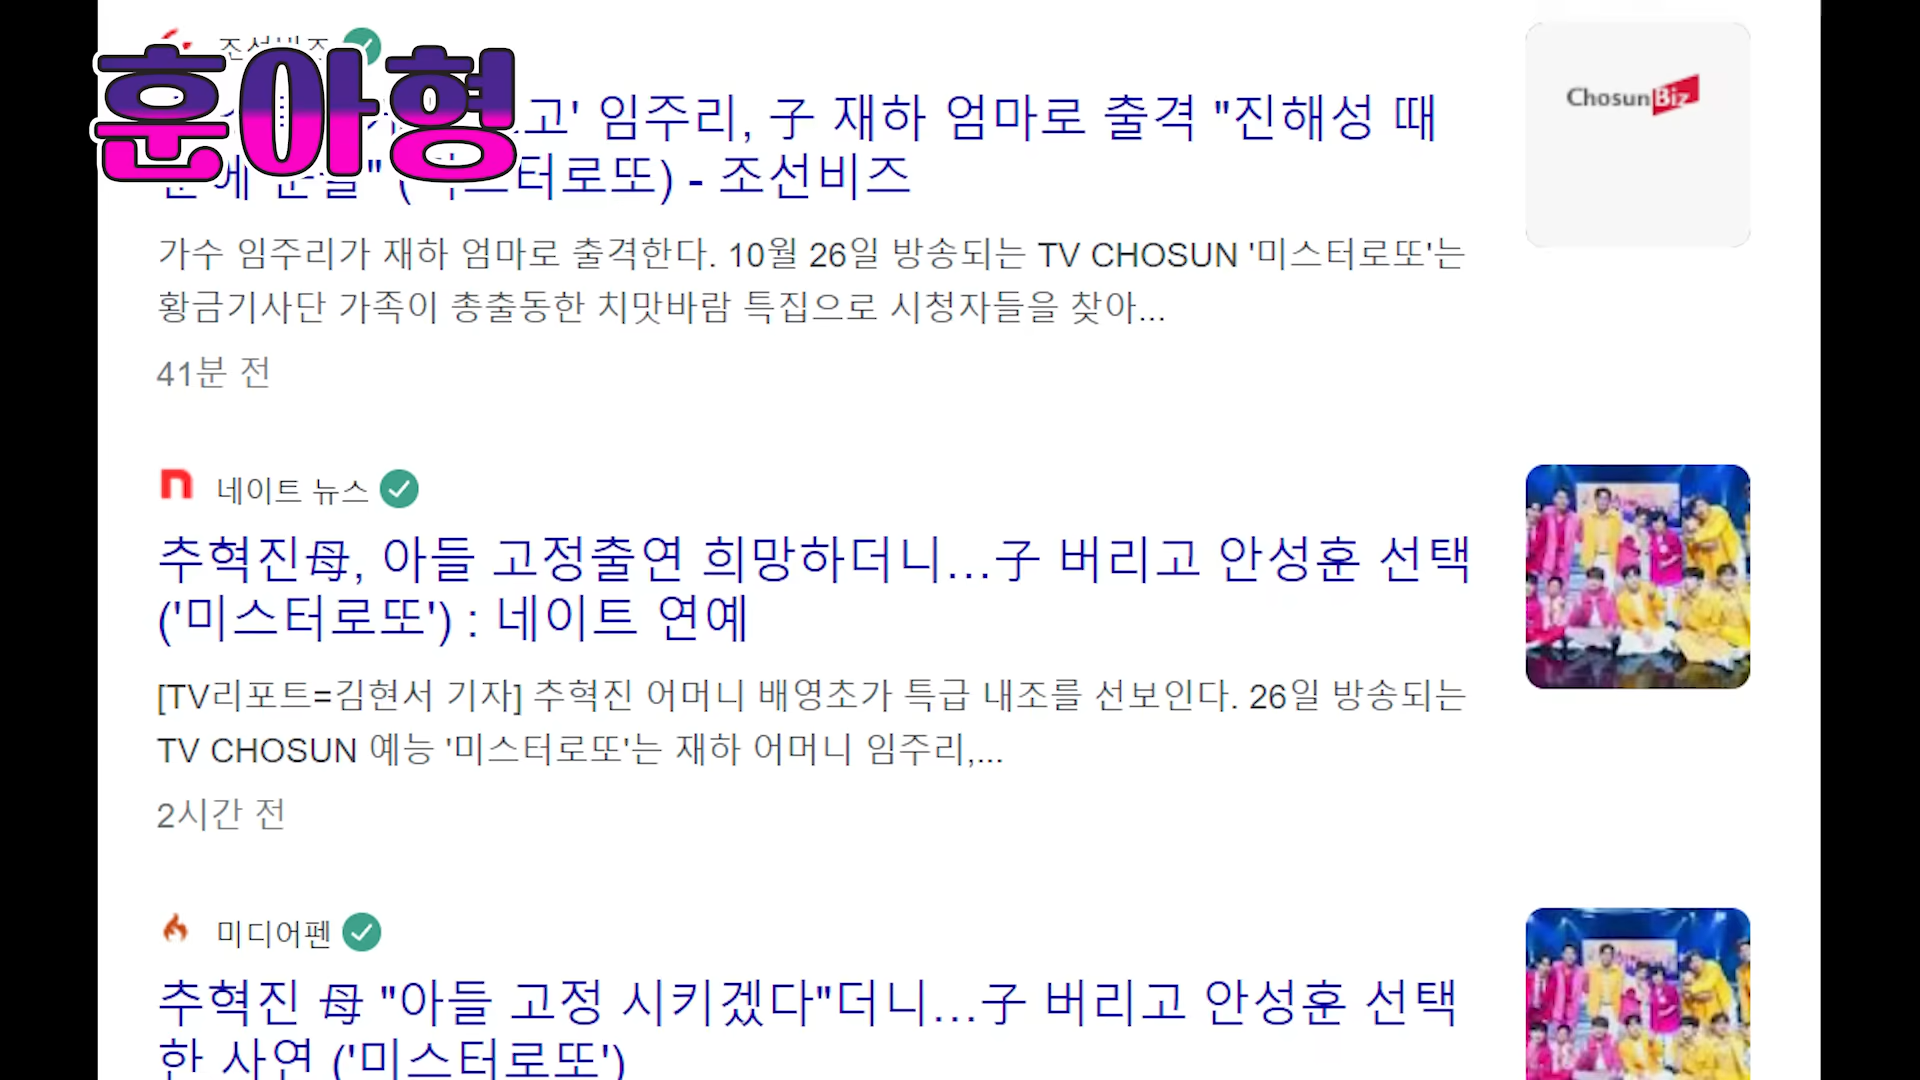 훈아형
조선비즈
고' 임주리, 子 재하 엄마로 출격 "진해성 때
(미스터로또) - 조선비즈
ChosunBiz
가수 임주리가 재하 엄마로 출격한다. 10월 26일 방송되는 TV CHOSUN '미스터로또'는
황금기사단 가족이 총출동한 치맛바람 특집으로 시청자들을 찾아...
41분 전
네이트 뉴스
추혁진母, 아들 고정출연 희망하더니...子 버리고 안성훈 선택
('미스터로또') : 네이트 연예
[TV리포트=김현서 기자] 추혁진 어머니 배영초가 특급 내조를 선보인다. 26일 방송되는
TV CHOSUN 예능 '미스터로또'는 재하 어머니 임주리,...
2시간 전
미디어펜
추혁진 母 "아들 고정 시키겠다"더니...子 버리고 안성훈 선택
한 사연 ('미스터로또')